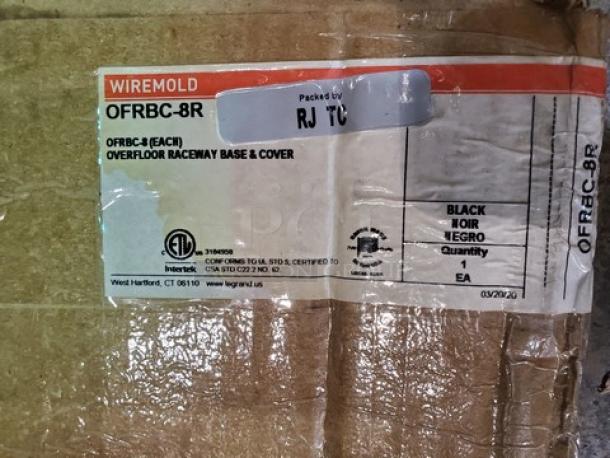 WIREMOLD
OFRBC-8R
Packed by
RJ TC
OFRBC-8 (EACH)
OVERFLOOR RACEWAY BASE & COVER
BLACK
NOIR
NEGRO
Quantity
1
EA
C US
Intertek
3184958
CONFORMS TO UL STD 5, CERTIFIED TO
CSA STD C22.2 NO. 62.
West Hartford, CT 06110 www.legrand.us
03/20/20
OFRBC-8R